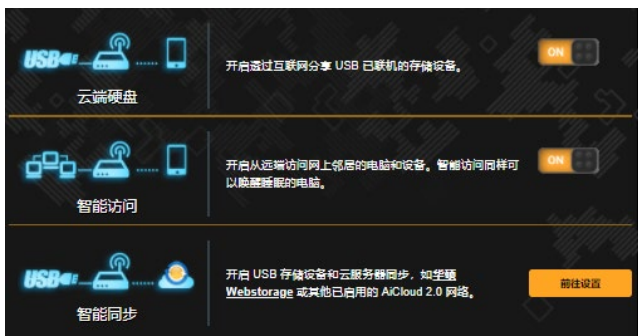 USB
云端硬盘
开启透过互联网分享 USB 已联机的存储设备。
ON
智能访问
开启从远端访问网上邻居的电脑和设备。智能访问同样可
以唤醒睡眠的电脑。
ON
USB
智能同步
开启 USB 存储设备和云服务器同步，如华硕
Webstorage 或其他已启用的 AiCloud 2.0 网络。
前往设置